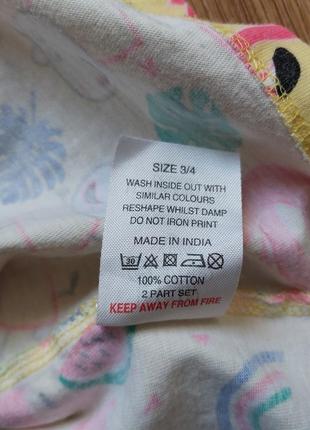 SIZE 3/4
WASH INSIDE OUT WITH
SIMILAR COLOURS
RESHAPE WHILST DAMP
DO NOT IRON PRINT
MADE IN INDIA
30
100% COTTON
2 PART SET
KEEP AWAY FROM FIRE